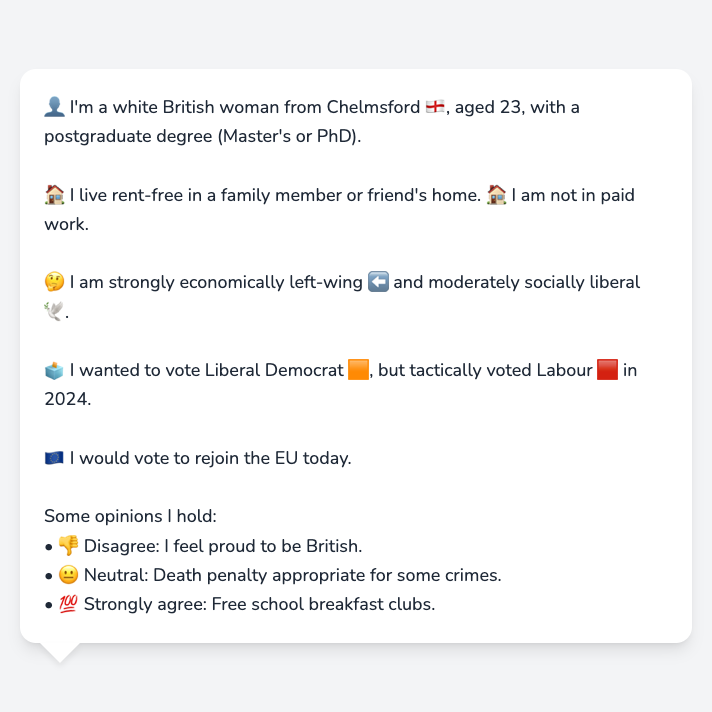 👤 I'm a white British woman from Chelmsford 🏴󠁧󠁢󠁥󠁮󠁧󠁿, aged 23, with a
postgraduate degree (Master's or PhD).
🏠 I live rent-free in a family member or friend's home. 🏠 I am not in paid
work.
🤔 I am strongly economically left-wing ⬅️ and moderately socially liberal
🕊️.
🗳️ I wanted to vote Liberal Democrat 🟧, but tactically voted Labour 🟥 in
2024.
🇪🇺 I would vote to rejoin the EU today.
Some opinions I hold:
• 👎 Disagree: I feel proud to be British.
• 😐 Neutral: Death penalty appropriate for some crimes.
• 💯 Strongly agree: Free school breakfast clubs.